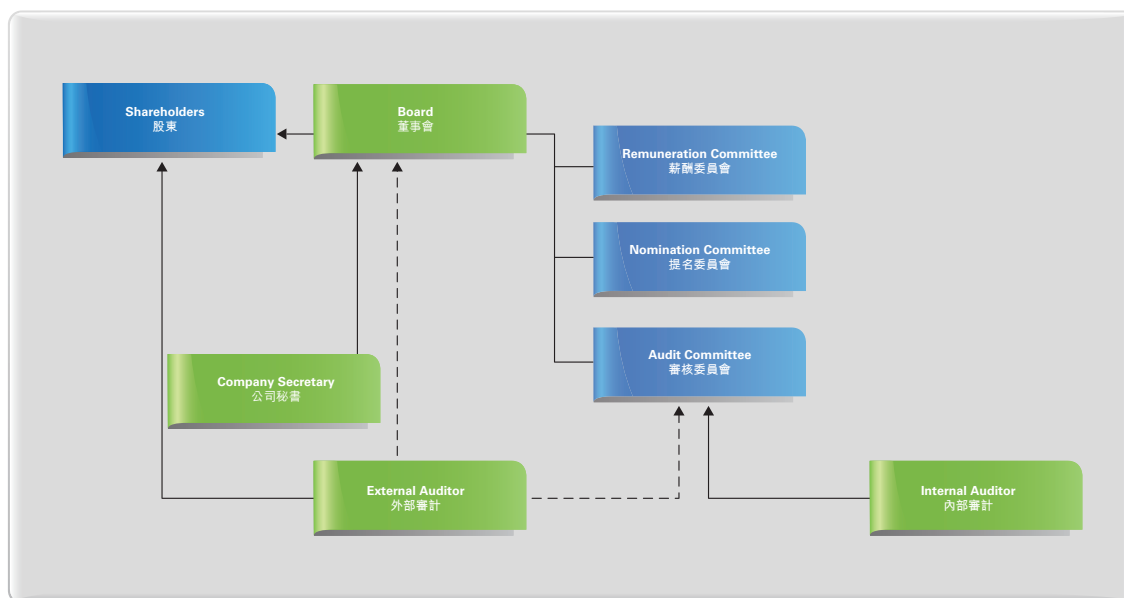 Shareholders
股東
Board
董事會
Remuneration Committee
薪酬委員會
Nomination Committee
提名委員會
Audit Committee
審核委員會
Company Secretary
公司秘書
External Auditor
外部審計
Internal Auditor
內部審計